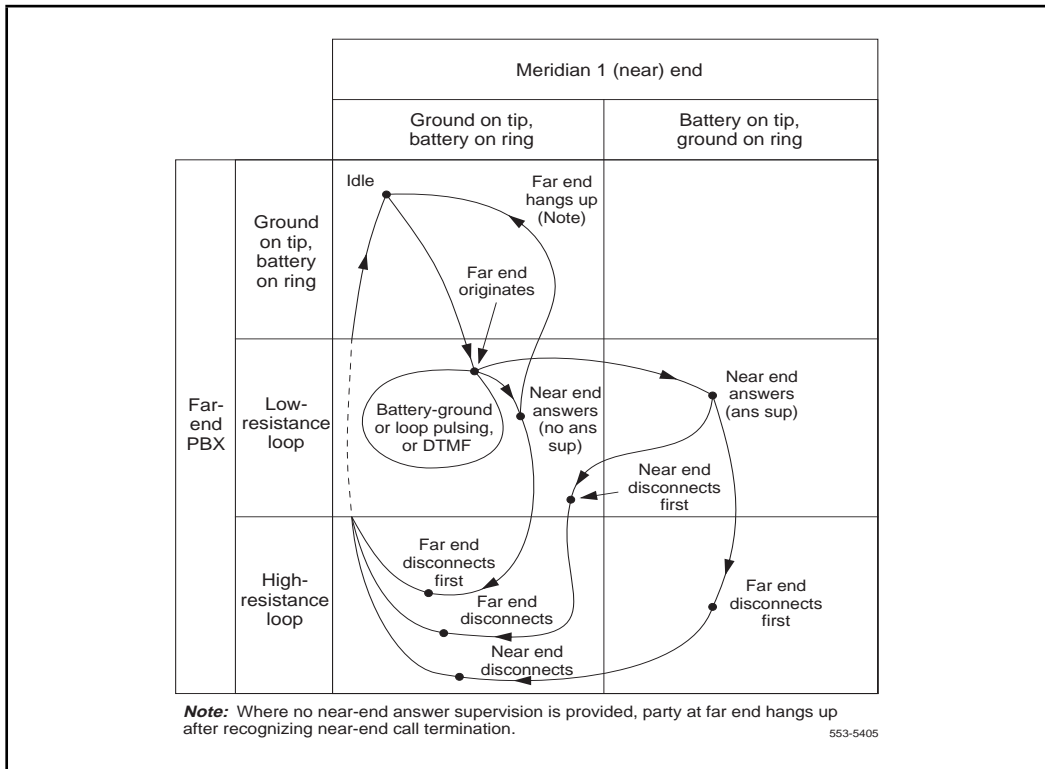 Meridian 1 (near) end
Ground on tip,
battery on ring
Battery on tip,
ground on ring
Far-
end
PBX
Ground
on tip,
battery
on ring
Idle
Far end
hangs up
(Note)
Far end
originates
Low-
resistance
loop
Battery-ground
or loop pulsing,
or DTMF
Near end
answers
(no ans
sup)
Near end
answers
(ans sup)
Near end
disconnects
first
High-
resistance
loop
Far end
disconnects
first
Far end
disconnects
Near end
disconnects
Far end
disconnects
first
Note: Where no near-end answer supervision is provided, party at far end hangs up
after recognizing near-end call termination.
553-5405